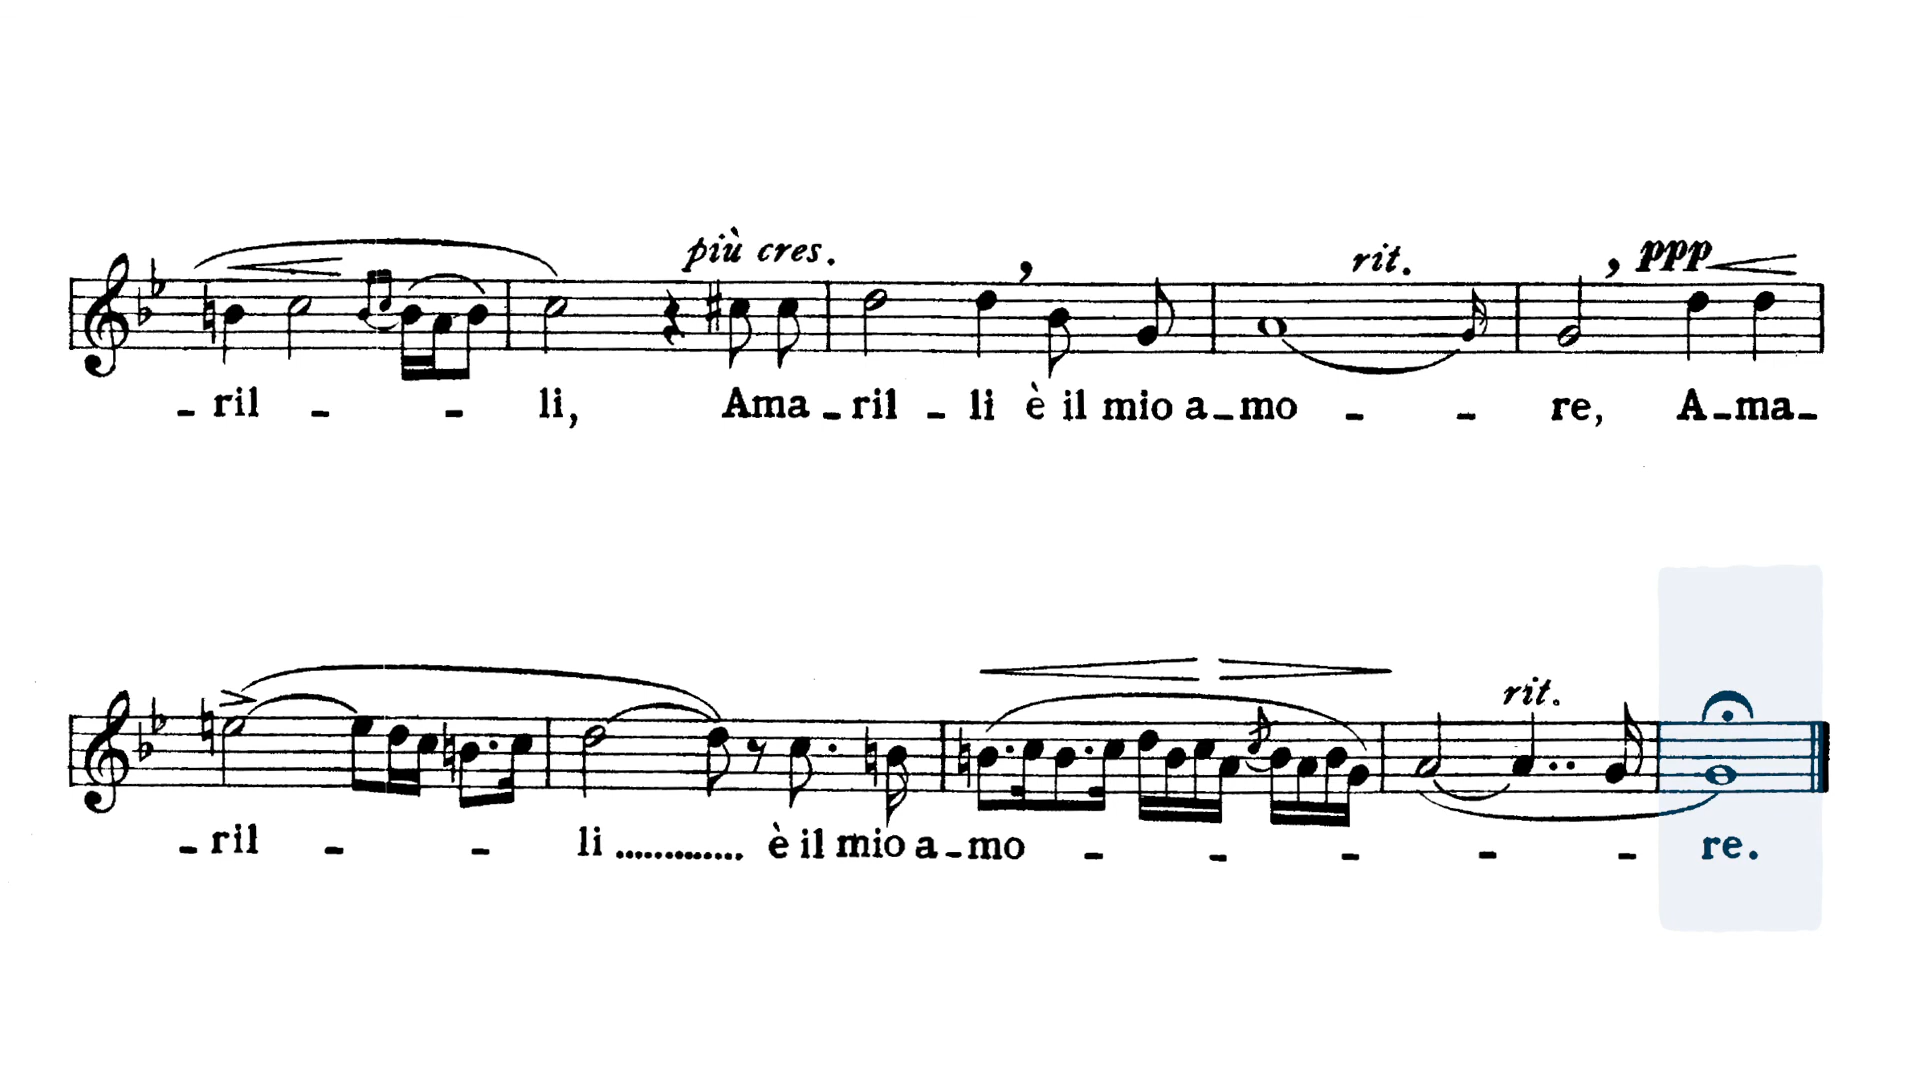 più cres. rit. ppp
- ril - - li, Ama - ril - li è il mio a - mo - - re, A - ma -
rit.
- ril - - li ............. è il mio a - mo - - - - - re.